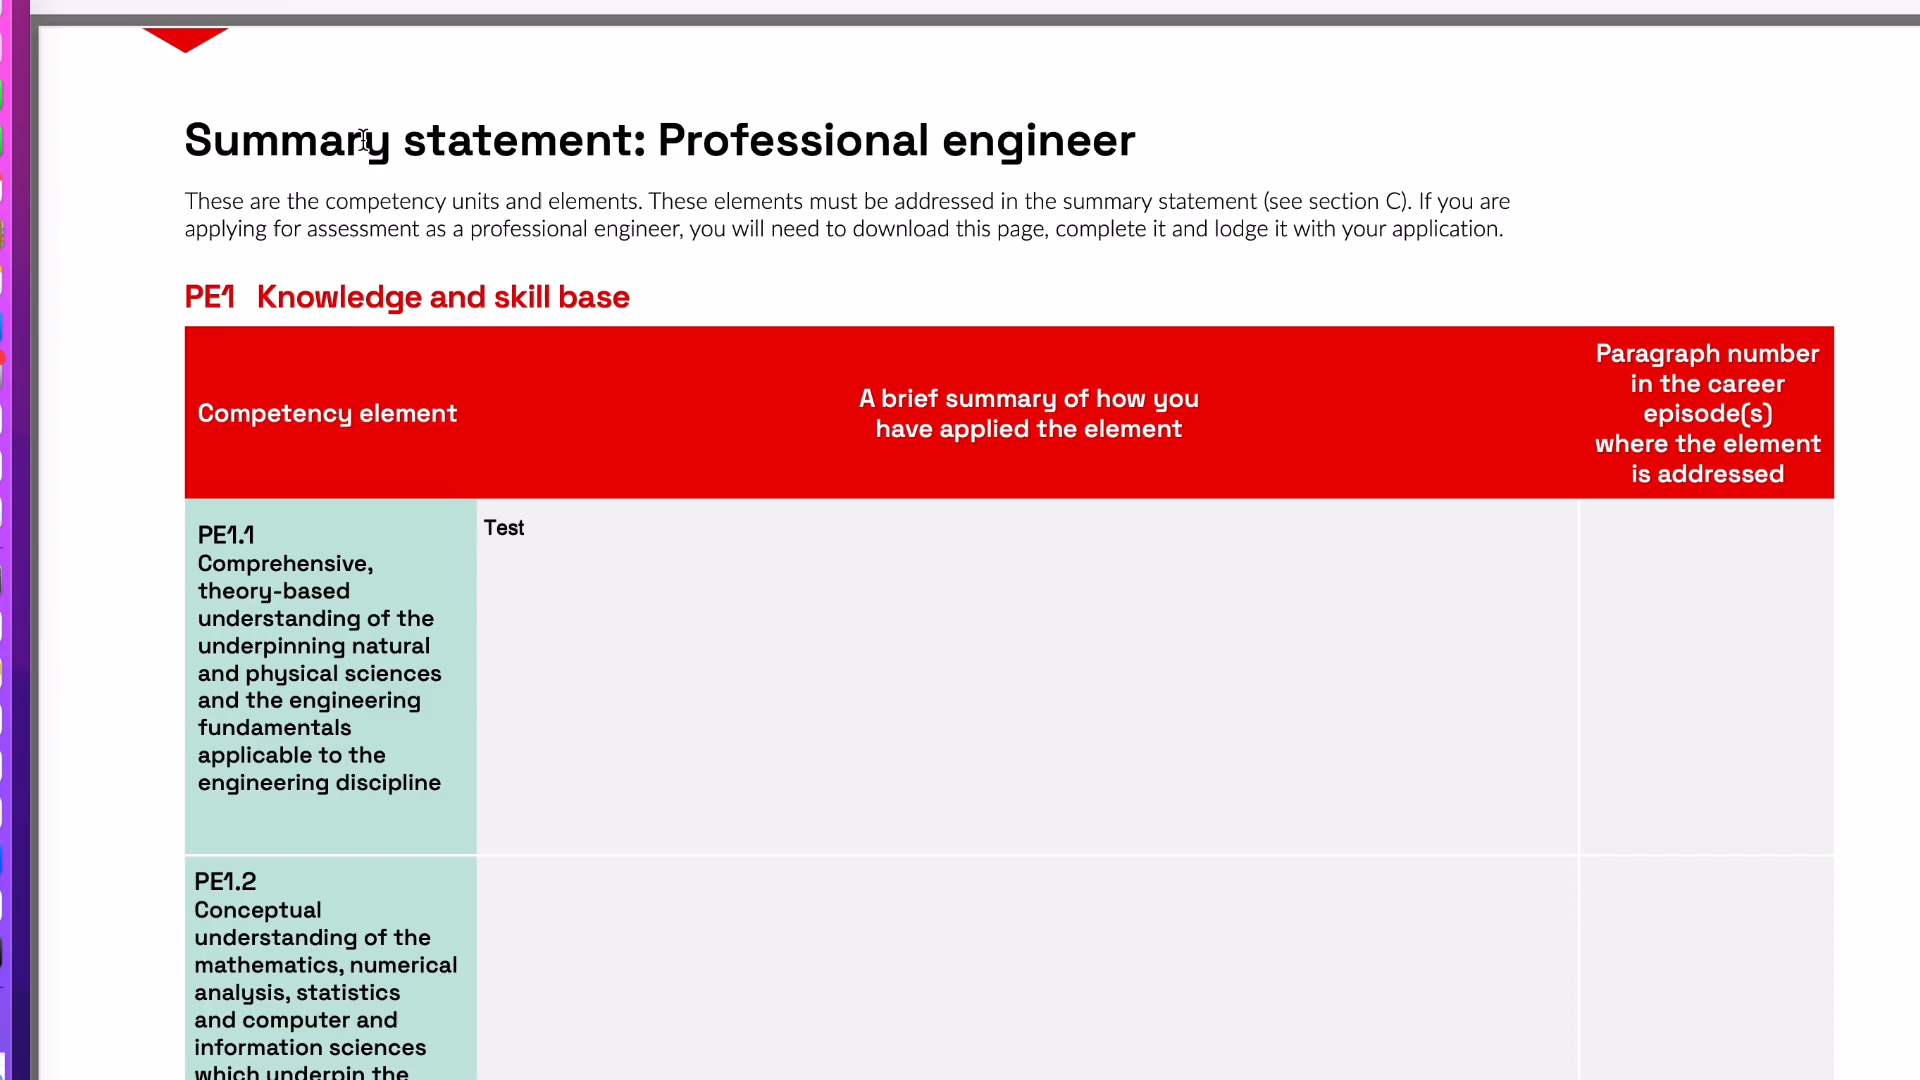 Summary statement: Professional engineer
These are the competency units and elements. These elements must be addressed in the summary statement (see section C). If you are
applying for assessment as a professional engineer, you will need to download this page, complete it and lodge it with your application.
PE1 Knowledge and skill base
Competency element
A brief summary of how you
have applied the element
Paragraph number
in the career
episode(s)
where the element
is addressed
PE1.1
Comprehensive,
theory-based
understanding of the
underpinning natural
and physical sciences
and the engineering
fundamentals
applicable to the
engineering discipline
Test
PE1.2
Conceptual
understanding of the
mathematics, numerical
analysis, statistics
and computer and
information sciences
which underpin the